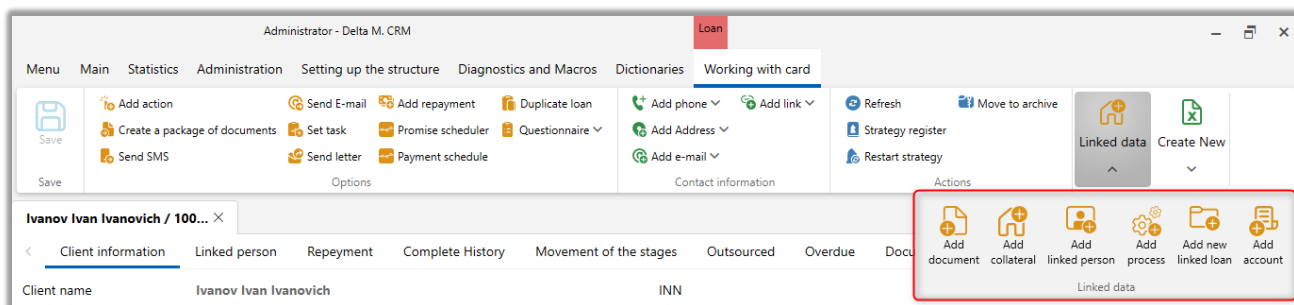 Administrator - Delta M. CRM
Loan
Menu Main Statistics Administration Setting up the structure Diagnostics and Macros Dictionaries Working with card
Save
Save
Add action
Create a package of documents
Send SMS
Send E-mail
Set task
Send letter
Add repayment
Promise scheduler
Payment schedule
Duplicate loan
Questionnaire
Options
Add phone
Add Address
Add e-mail
Add link
Contact information
Refresh
Strategy register
Restart strategy
Move to archive
Actions
Linked data
Create New
Ivanov Ivan Ivanovich / 100...
Client information Linked person Repeyment Complete History Movement of the stages Outsourced Overdue Docu
Add
document
Add
collateral
Add
linked person
Add
process
Add new
linked loan
Add
account
Linked data
Client name Ivanov Ivan Ivanovich INN